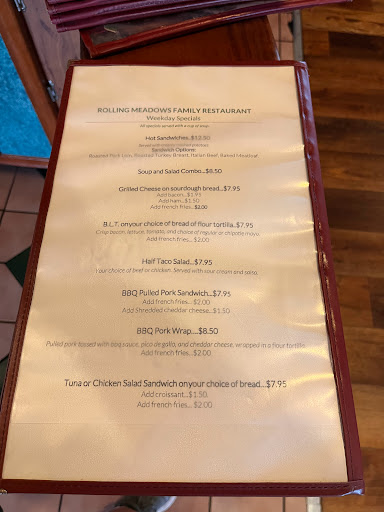 ROLLING MEADOWS FAMILY RESTAURANT
Weekday Specials
All specials served with a cup of soup.
Hot Sandwiches..$12.50
Served with potatoes
Sandwich Options:
Roasted Pork Loin, Roasted Turkey Breast, Italian Beef, Baked Meatloaf
Soup and Salad Combo...$8.50
Grilled Cheese on sourdough bread...$7.95
Add bacon...$1.95
Add ham...$1.50
Add french fries... $2.00
B.L.T. on your choice of bread of flour tortilla..$7.95
Crisp bacon, lettuce, tomato, and choice of regular or chipotle mayo.
Add french fries... $2.00
Half Taco Salad...$7.95
Your choice of beef or chicken. Served with sour cream and salsa.
BBQ Pulled Pork Sandwich...$7.95
Add french fries... $2.00
Add Shredded cheddar cheese...$1.50
BBQ Pork Wrap....$8.50
Pulled pork tossed with bbq sauce, pico de gallo, and cheddar cheese, wrapped in a flour tortilla
Add french fries... $2.00
Tuna or Chicken Salad Sandwich on your choice of bread...$7.95
Add croissant...$1.50.
Add french fries... $2.00